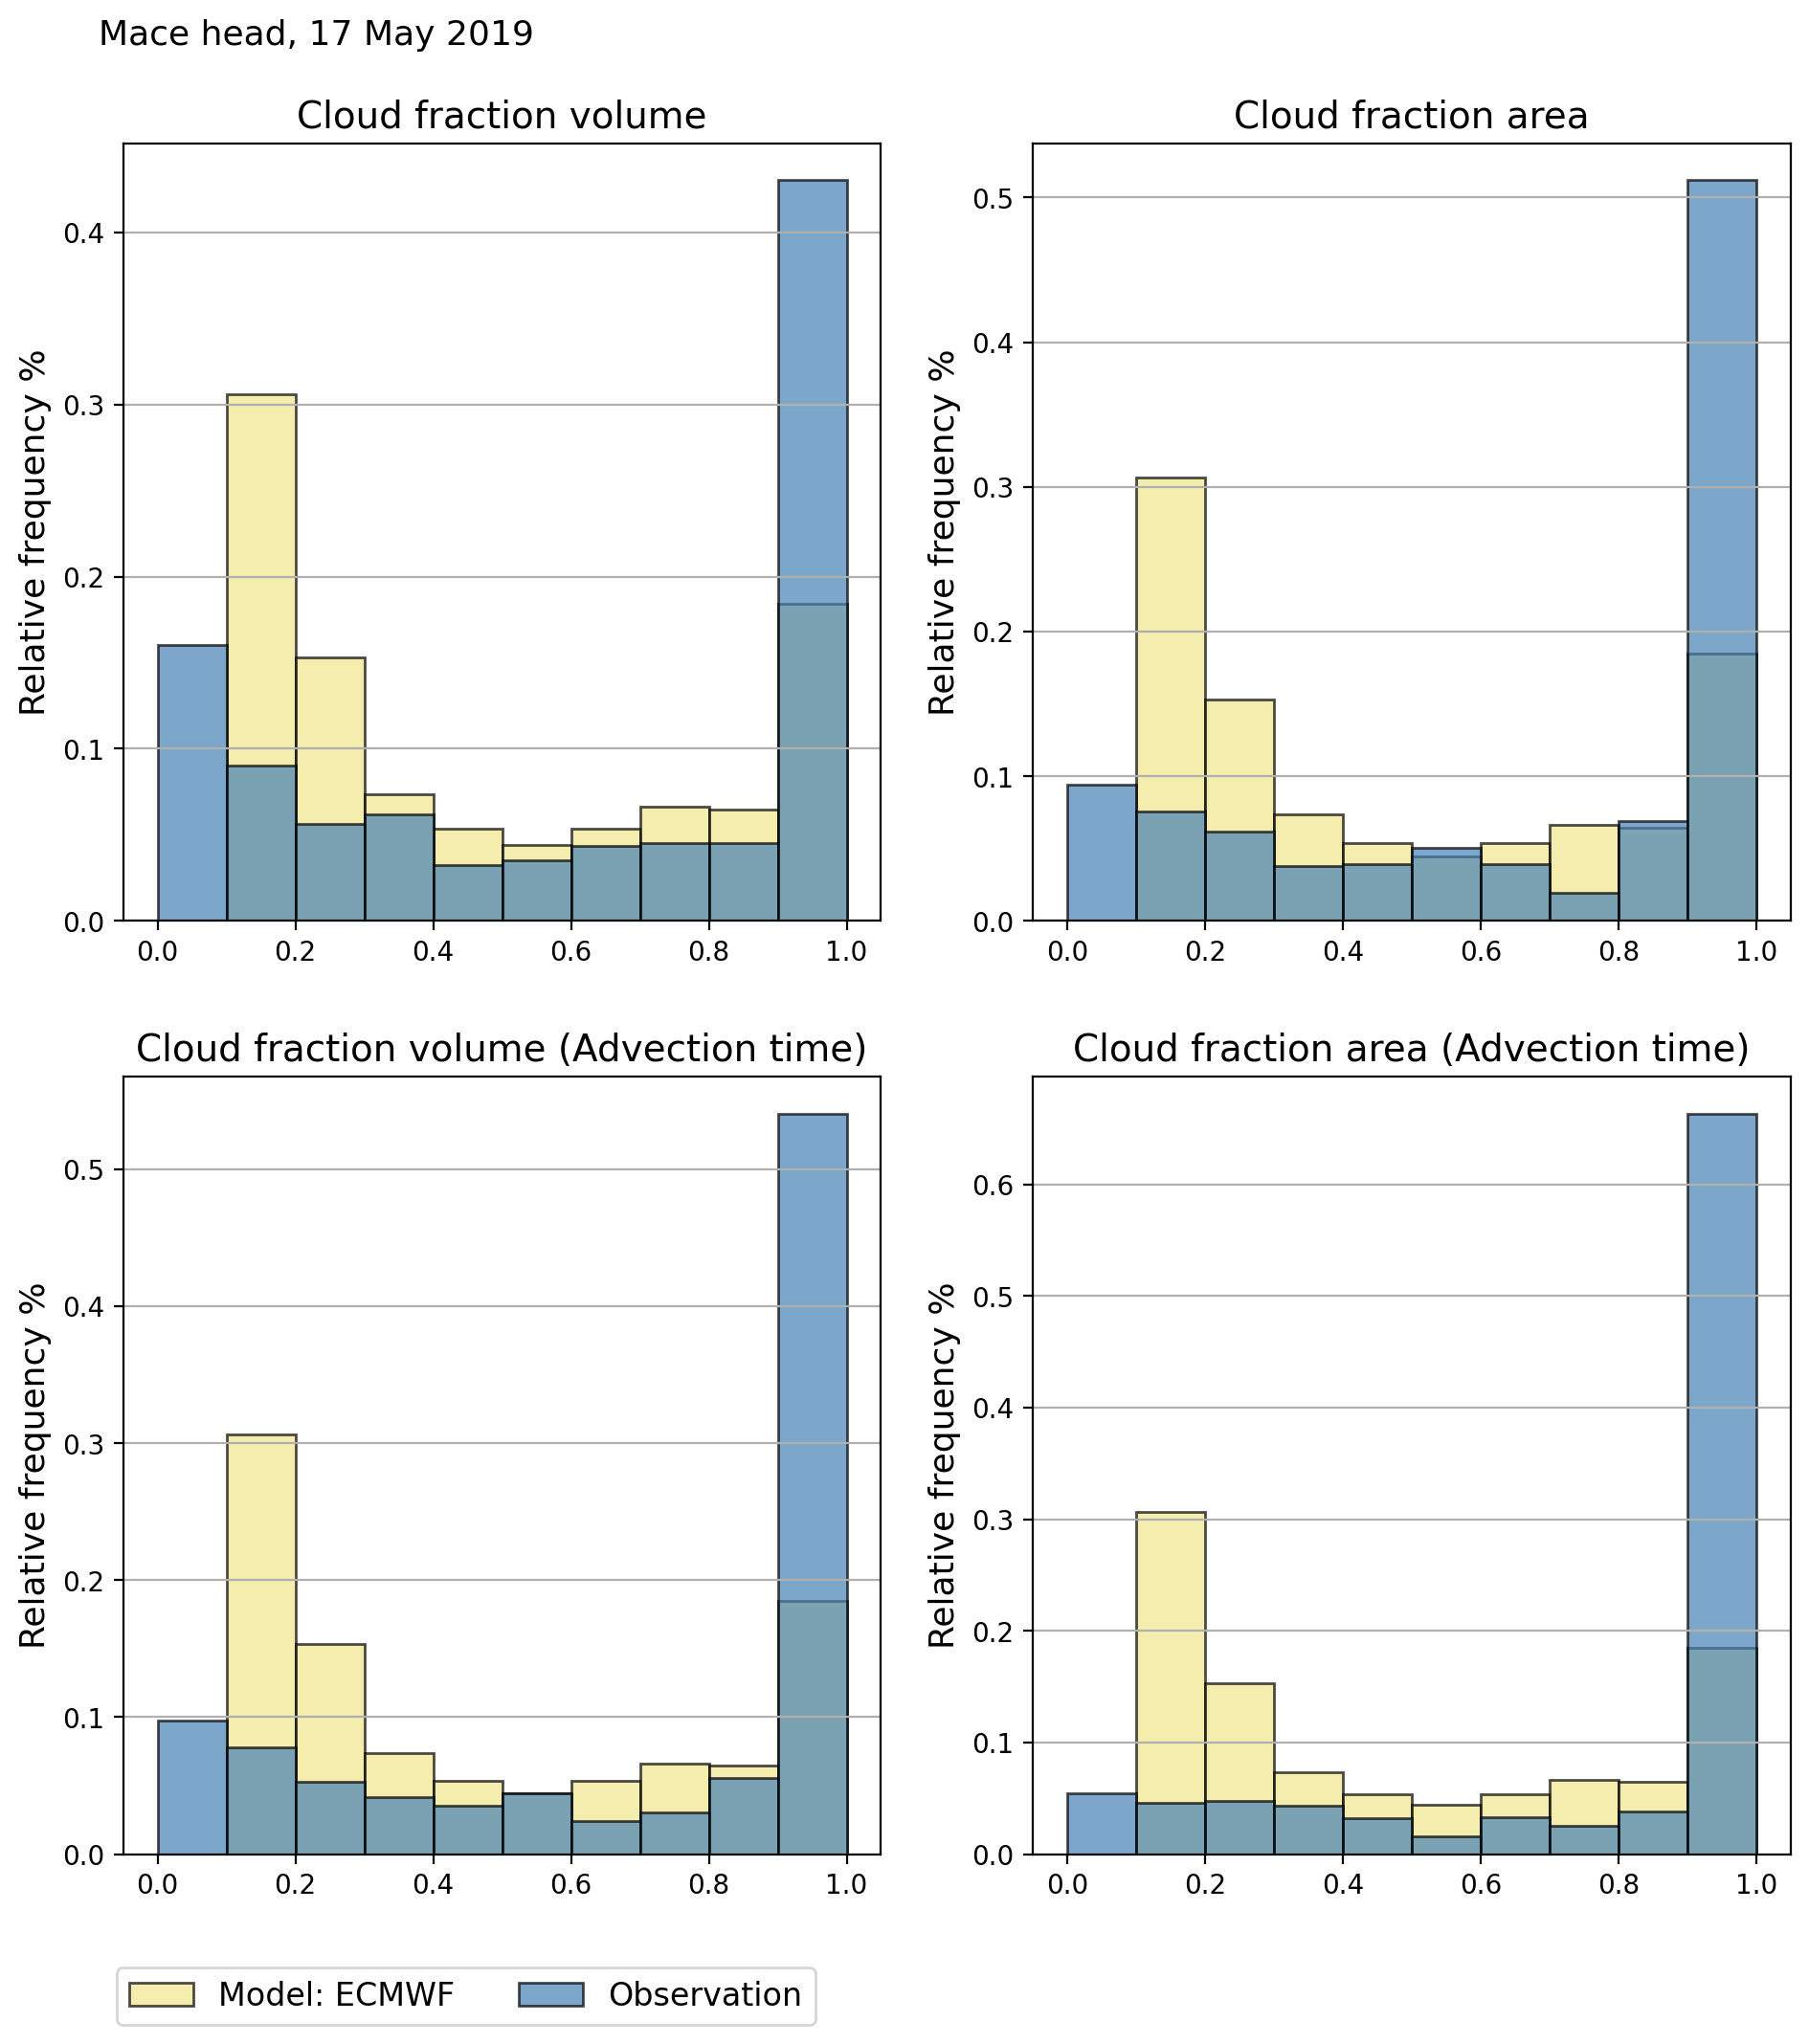 Mace head, 17 May 2019
Cloud fraction volume
Relative frequency %
0.4
0.3
0.2
0.1
0.0
0.0 0.2 0.4 0.6 0.8 1.0
Cloud fraction area
Relative frequency %
0.5
0.4
0.3
0.2
0.1
0.0
0.0 0.2 0.4 0.6 0.8 1.0
Cloud fraction volume (Advection time)
Relative frequency %
0.5
0.4
0.3
0.2
0.1
0.0
0.0 0.2 0.4 0.6 0.8 1.0
Cloud fraction area (Advection time)
Relative frequency %
0.6
0.5
0.4
0.3
0.2
0.1
0.0
0.0 0.2 0.4 0.6 0.8 1.0
Model: ECMWF Observation